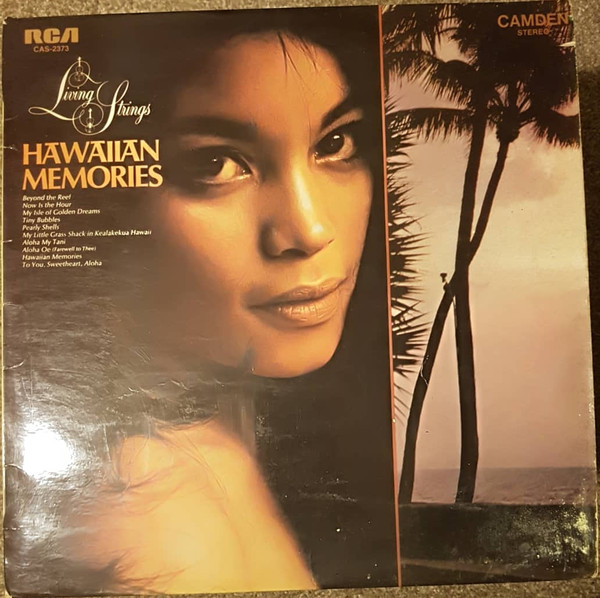 RCA
CAS-2373
CAMDEN
STEREO
Living Strings
HAWAIIAN
MEMORIES
Beyond the Reef
Now Is the Hour
My Isle of Golden Dreams
Tiny Bubbles
Pearly Shells
My Little Grass Shack in Kealakekua Hawaii
Aloha My Tani
Aloha Oe (Farewell to Thee)
Hawaiian Memories
To You, Sweetheart, Aloha